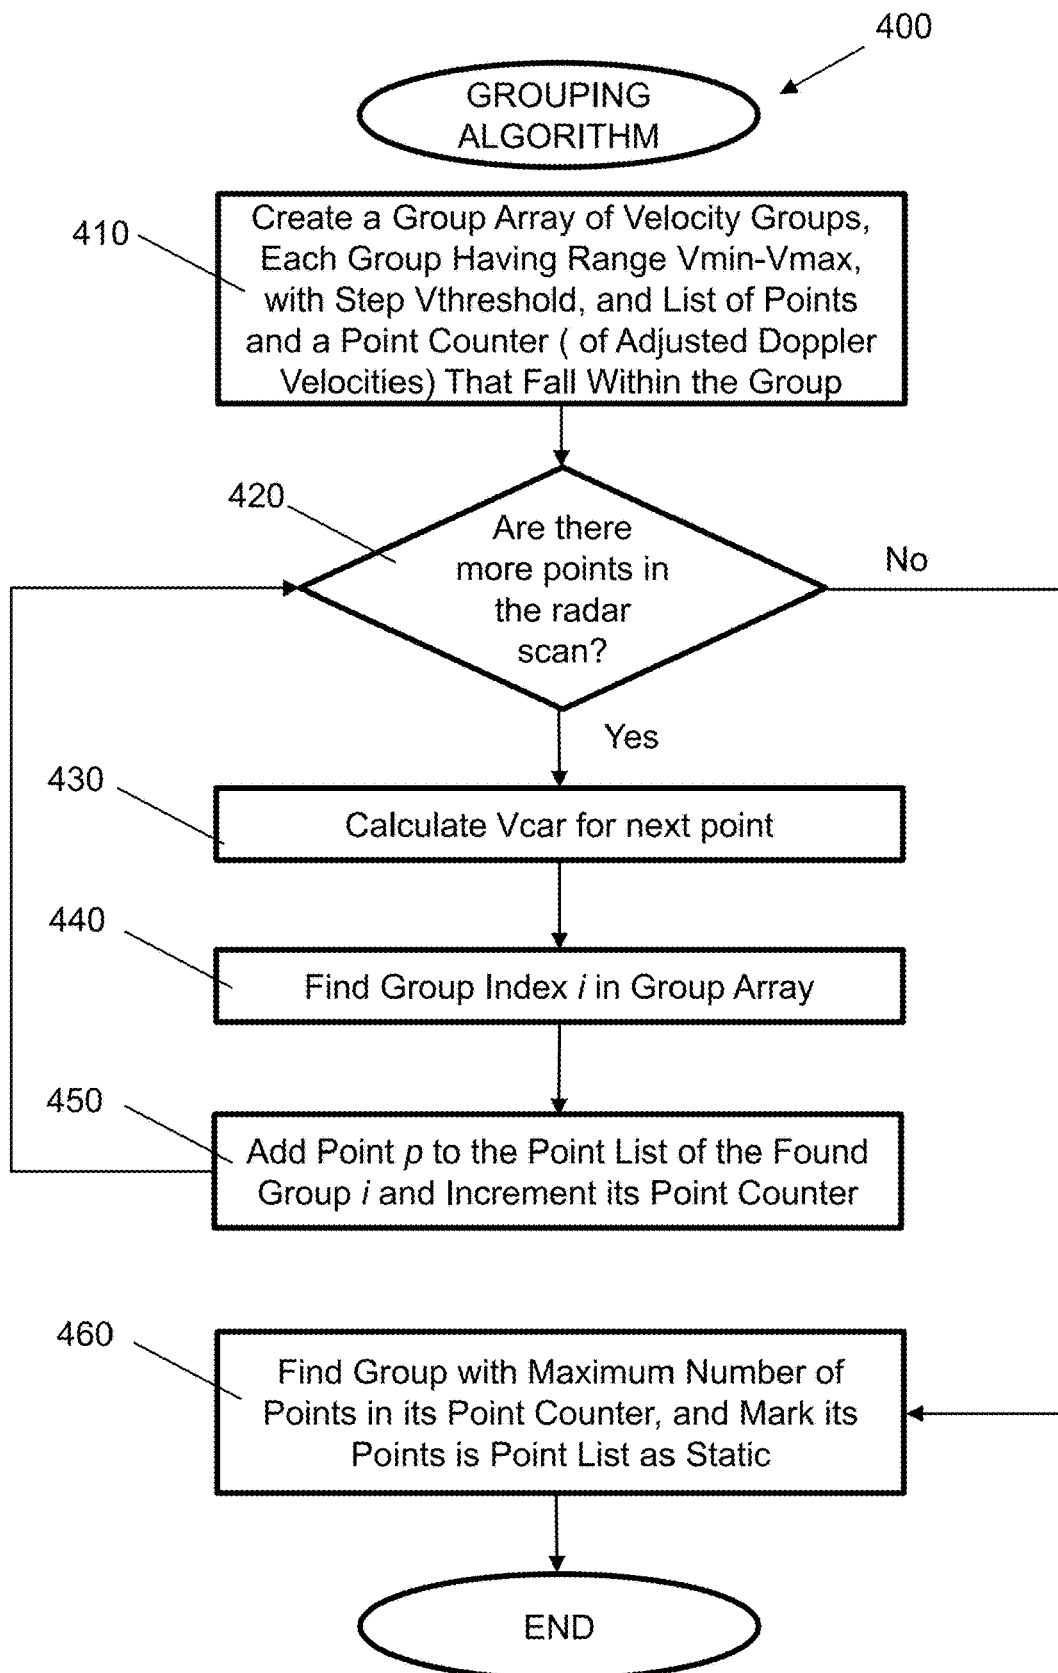 400
GROUPING
ALGORITHM
410
Create a Group Array of Velocity Groups,
Each Group Having Range Vmin-Vmax,
with Step Vthreshold, and List of Points
and a Point Counter ( of Adjusted Doppler
Velocities) That Fall Within the Group
420
Are there
more points in
the radar
scan?
No
Yes
430
Calculate Vcar for next point
440
Find Group Index i in Group Array
450
Add Point p to the Point List of the Found
Group i and Increment its Point Counter
460
Find Group with Maximum Number of
Points in its Point Counter, and Mark its
Points is Point List as Static
END